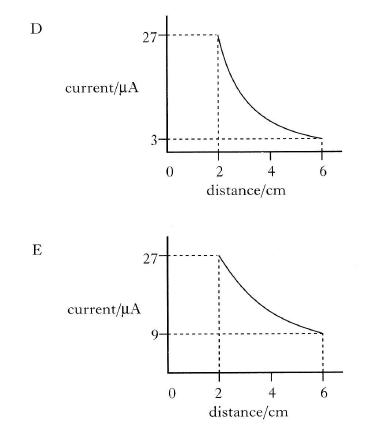 D
27
current/μA
3
0 2 4 6
distance/cm
E
27
current/μA
9
0 2 4 6
distance/cm